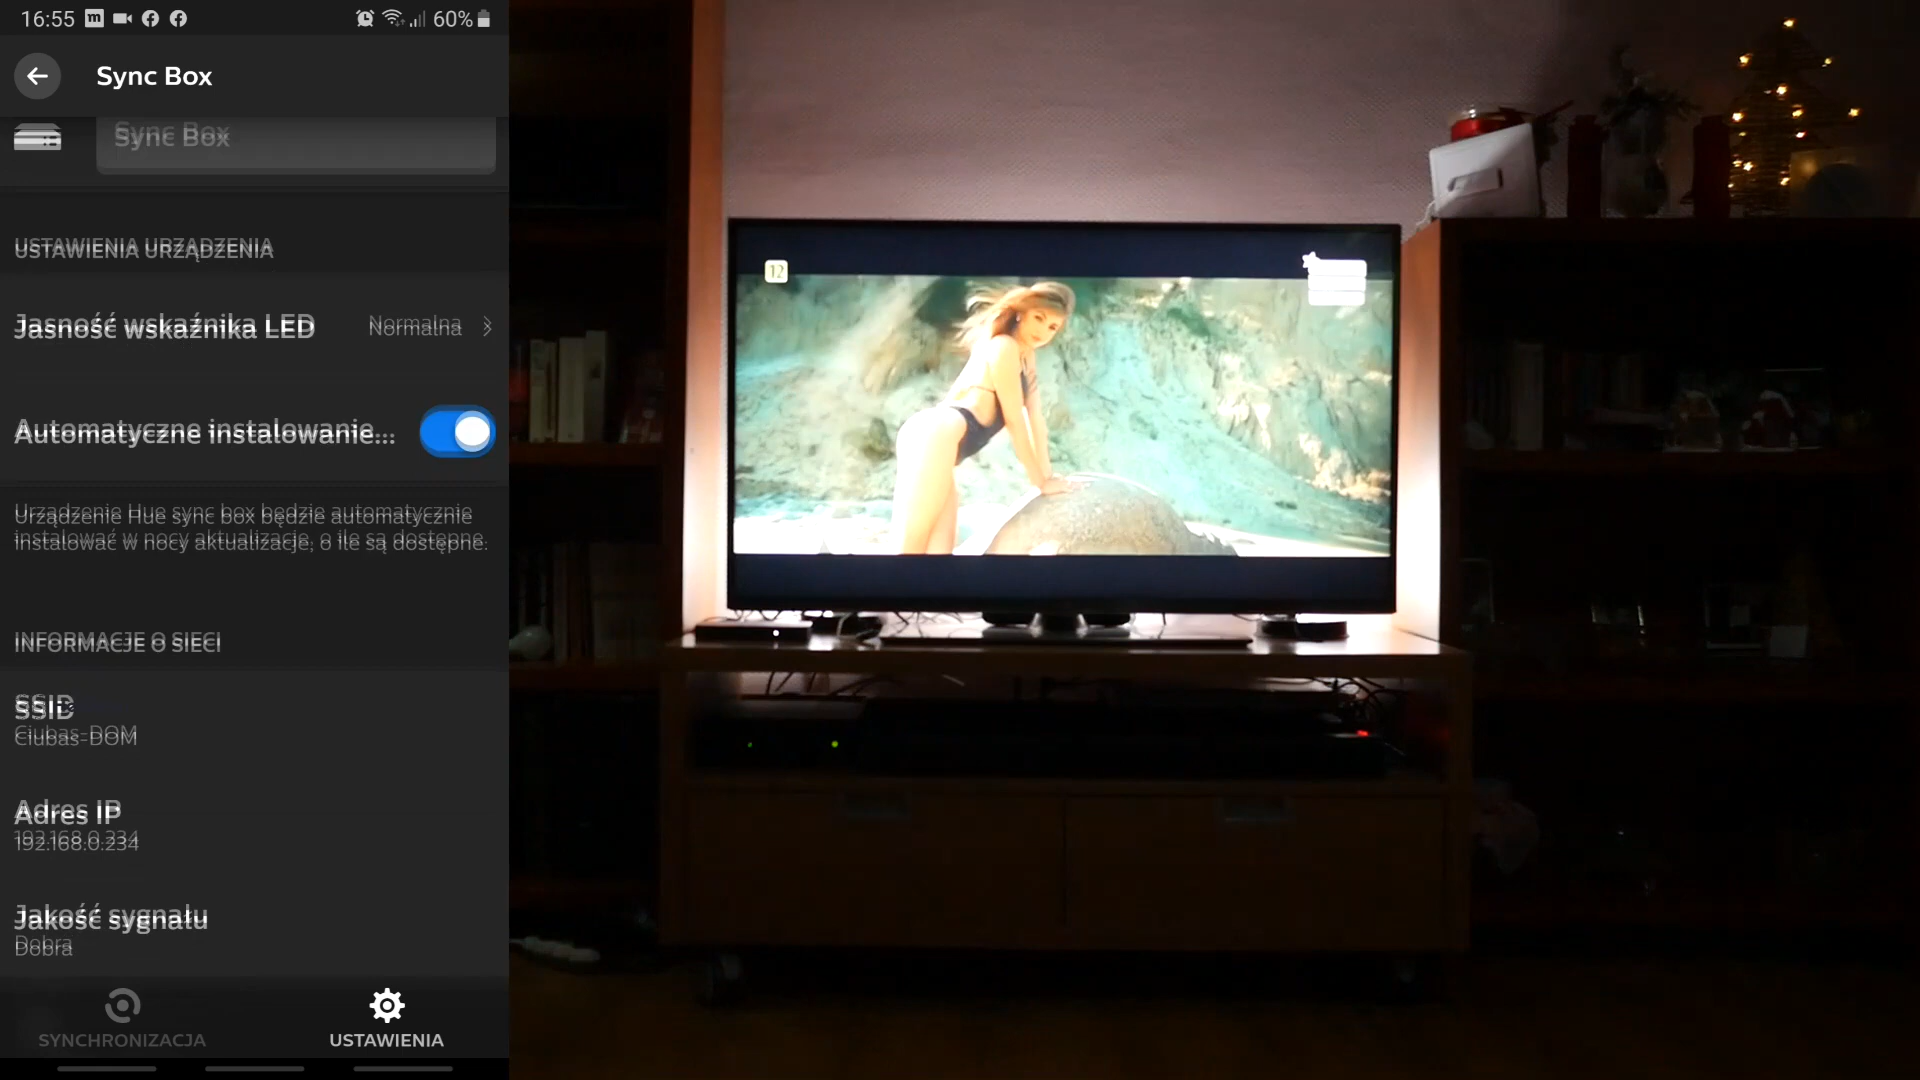 16:55
60%
Sync Box
Sync Box
USTAWIENIA URZĄDZENIA
Jasność wskaźnika LED
Normalna
Automatyczne instalowanie...
Urządzenie Hue sync box będzie automatycznie
instalować w nocy aktualizacje, o ile są dostępne.
INFORMACJE O SIECI
SSID
Ciubas-DOM
Adres IP
192.168.0.234
Jakość sygnału
Dobra
SYNCHRONIZACJA
USTAWIENIA
12